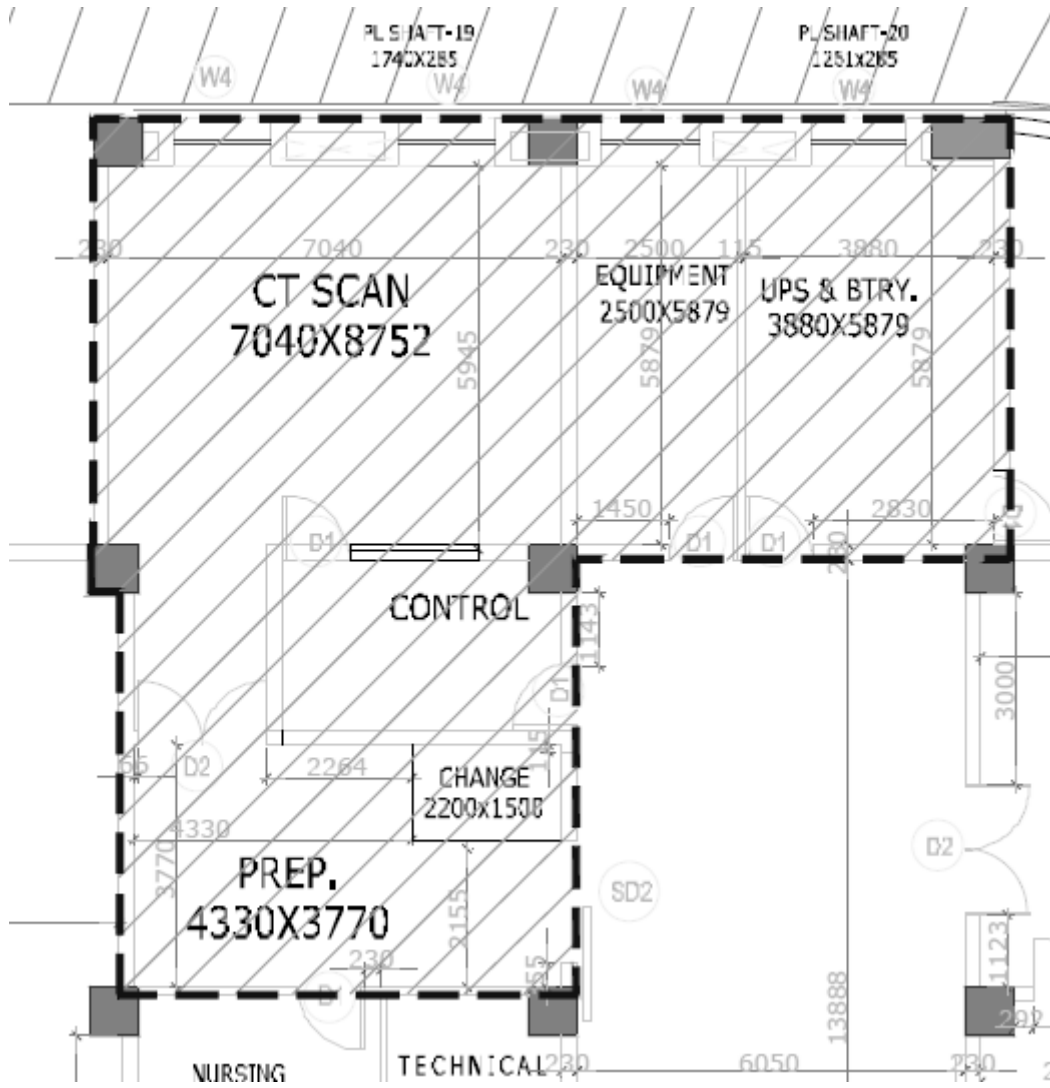 PL SHAFT-19
1740X285
PL SHAFT-20
1251x285
W4
W4
W4
W4
230
7040
230
2500
115
3880
230
CT SCAN
7040X8752
EQUIPMENT
2500X5879
UPS & BTRY.
3880X5879
5945
5879
5879
1450
2830
D1
D1
D1
230
CONTROL
1143
D1
3000
115
D2
2264
CHANGE
2200x1500
4330
3770
PREP.
4330X3770
2155
SD2
D2
230
1123
13888
292
NURSING
TECHNICAL
230
6050
230